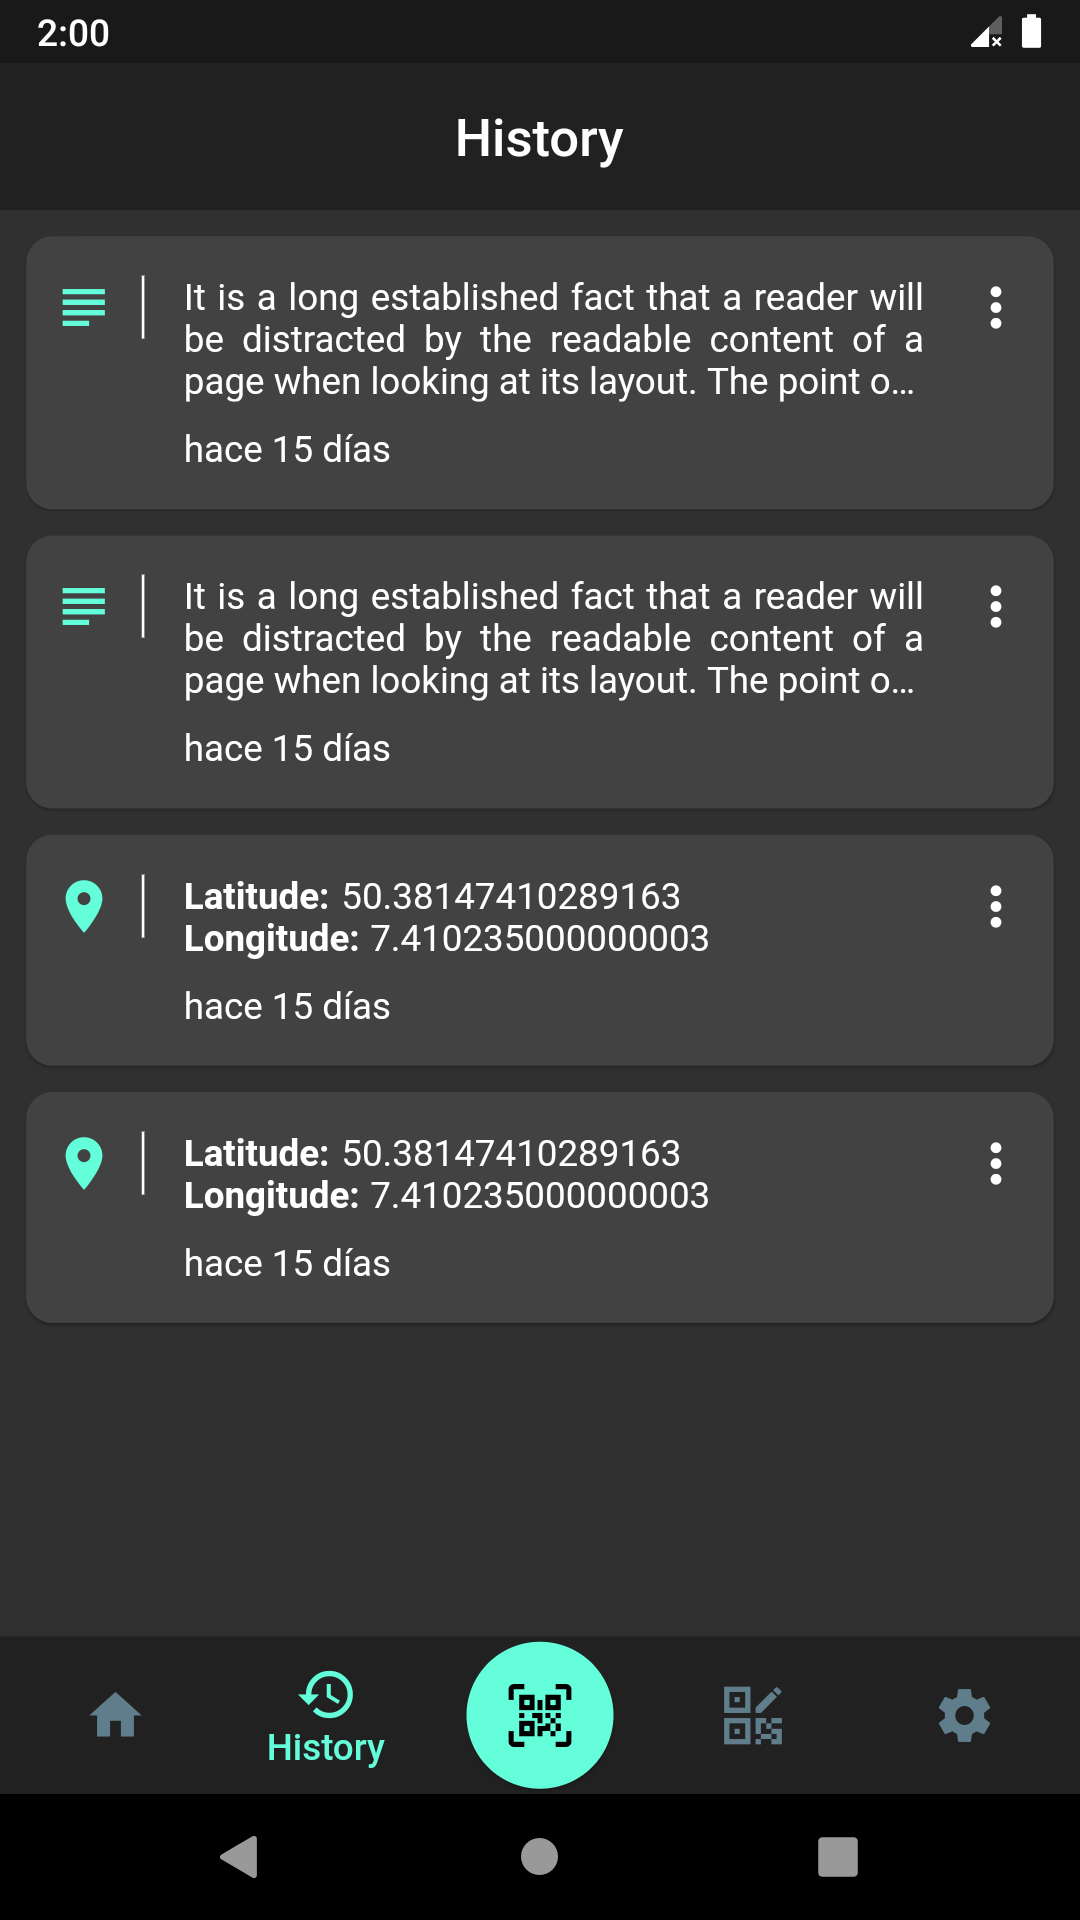 2:00
History
It is a long established fact that a reader will
be distracted by the readable content of a
page when looking at its layout. The point o...
hace 15 días
It is a long established fact that a reader will
be distracted by the readable content of a
page when looking at its layout. The point o...
hace 15 días
Latitude: 50.38147410289163
Longitude: 7.410235000000003
hace 15 días
Latitude: 50.38147410289163
Longitude: 7.410235000000003
hace 15 días
History